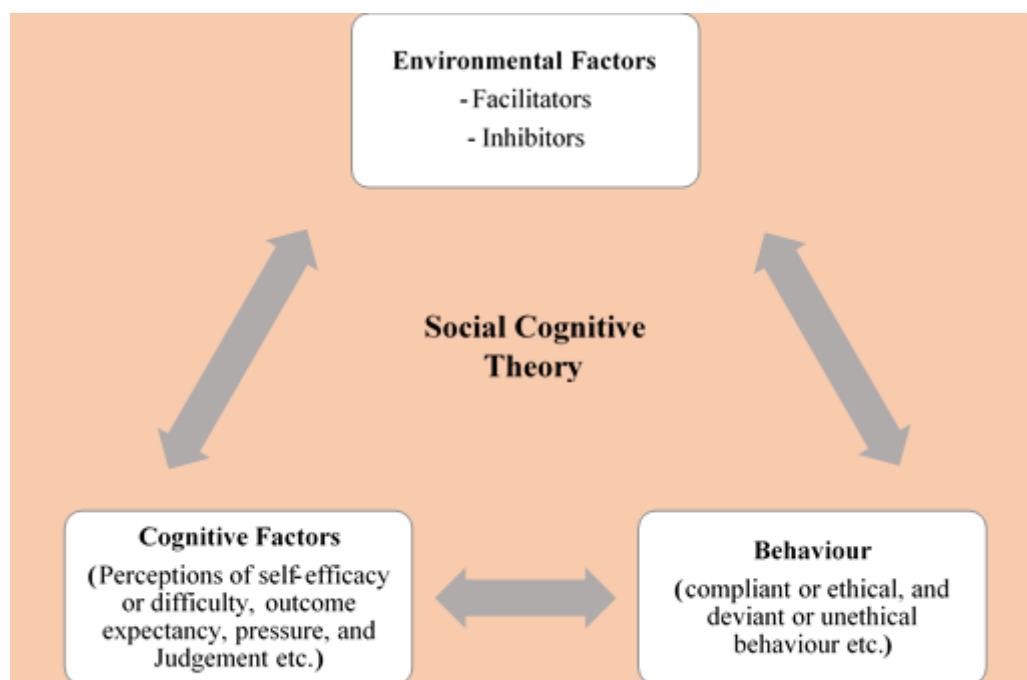 Environmental Factors
- Facilitators
- Inhibitors
Social Cognitive
Theory
Cognitive Factors
(Perceptions of self-efficacy
or difficulty, outcome
expectancy, pressure, and
Judgement etc.)
Behaviour
(compliant or ethical, and
deviant or unethical
behaviour etc.)